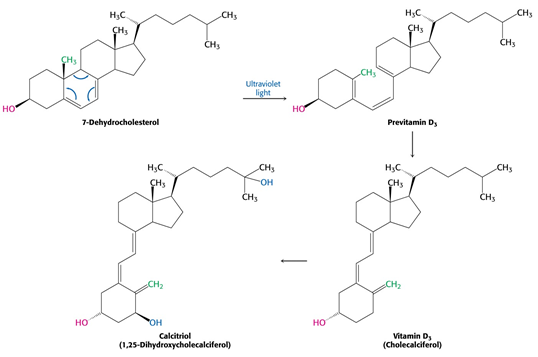 H₃C
CH₃
CH₃
CH₃
CH₃
HO
7-Dehydrocholesterol
Ultraviolet
light
H₃C
CH₃
CH₃
CH₃
CH₃
HO
Previtamin D₃
H₃C
CH₃
CH₃
OH
CH₃
CH₂
HO
OH
Calcitriol
(1,25-Dihydroxycholecalciferol)
H₃C
CH₃
CH₃
CH₃
CH₂
HO
Vitamin D₃
(Cholecalciferol)